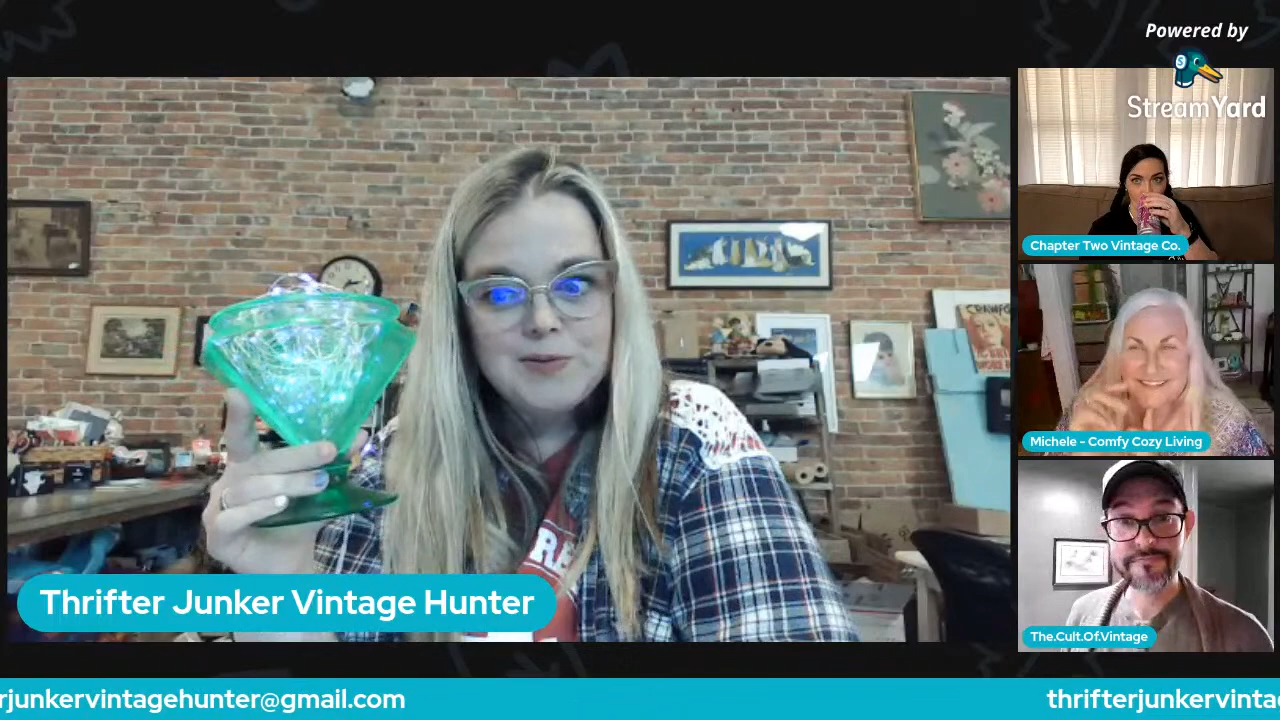 Powered by
S
StreamYard
CRAWFORD
Chapter Two Vintage Co.
Michele - Comfy Cozy Living
Thrifter Junker Vintage Hunter
The.Cult.Of.Vintage
rjunkervintagehunter@gmail.com
thrifterjunkervinta